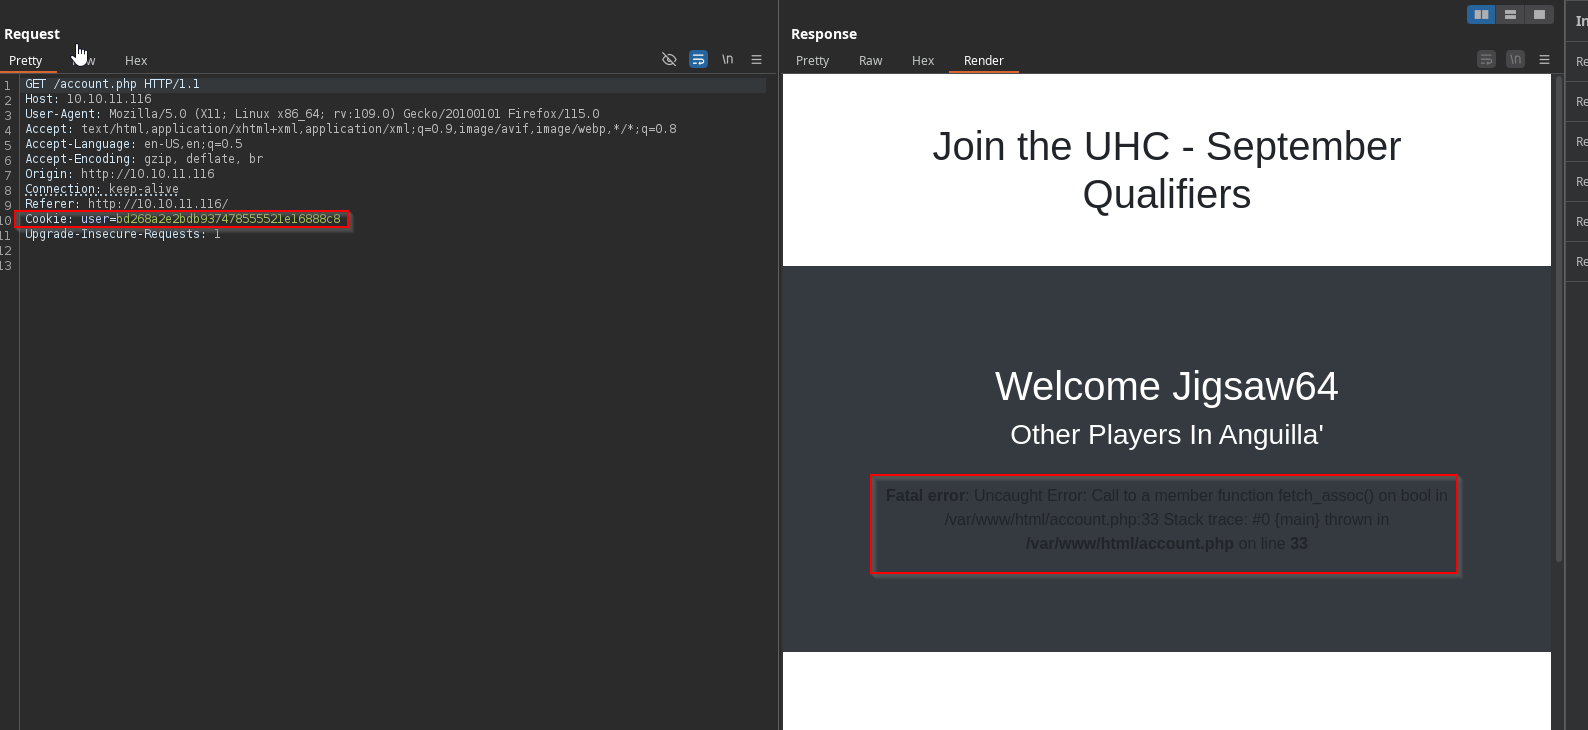 Request
Pretty
Hex
1 GET /account.php HTTP/1.1
2 Host: 10.10.11.116
3 User-Agent: Mozilla/5.0 (X11; Linux x86_64; rv:109.0) Gecko/20100101 Firefox/115.0
4 Accept: text/html,application/xhtml+xml,application/xml;q=0.9,image/avif,image/webp,*/*;q=0.8
5 Accept-Language: en-US,en;q=0.5
6 Accept-Encoding: gzip, deflate, br
7 Origin: http://10.10.11.116
8 Connection: keep-alive
9 Referer: http://10.10.11.116/
10 Cookie: user=bd268a2e2bdb937478555521e16888c8
11 Upgrade-Insecure-Requests: 1
12
13
\n
Response
Pretty Raw Hex Render
\n
Join the UHC - September
Qualifiers
Welcome Jigsaw64
Other Players In Anguilla'
Fatal error: Uncaught Error: Call to a member function fetch_assoc() on bool in
/var/www/html/account.php:33 Stack trace: #0 {main} thrown in
/var/www/html/account.php on line 33
In
Re
Re
Re
Re
Re
Re